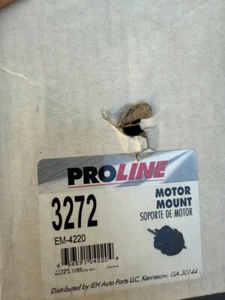 PROLINE
3272
EM-4220
MOTOR
MOUNT
SOPORTE DE MOTOR
Distributed by IEH Auto Parts LLC. Kennesaw, GA 30144